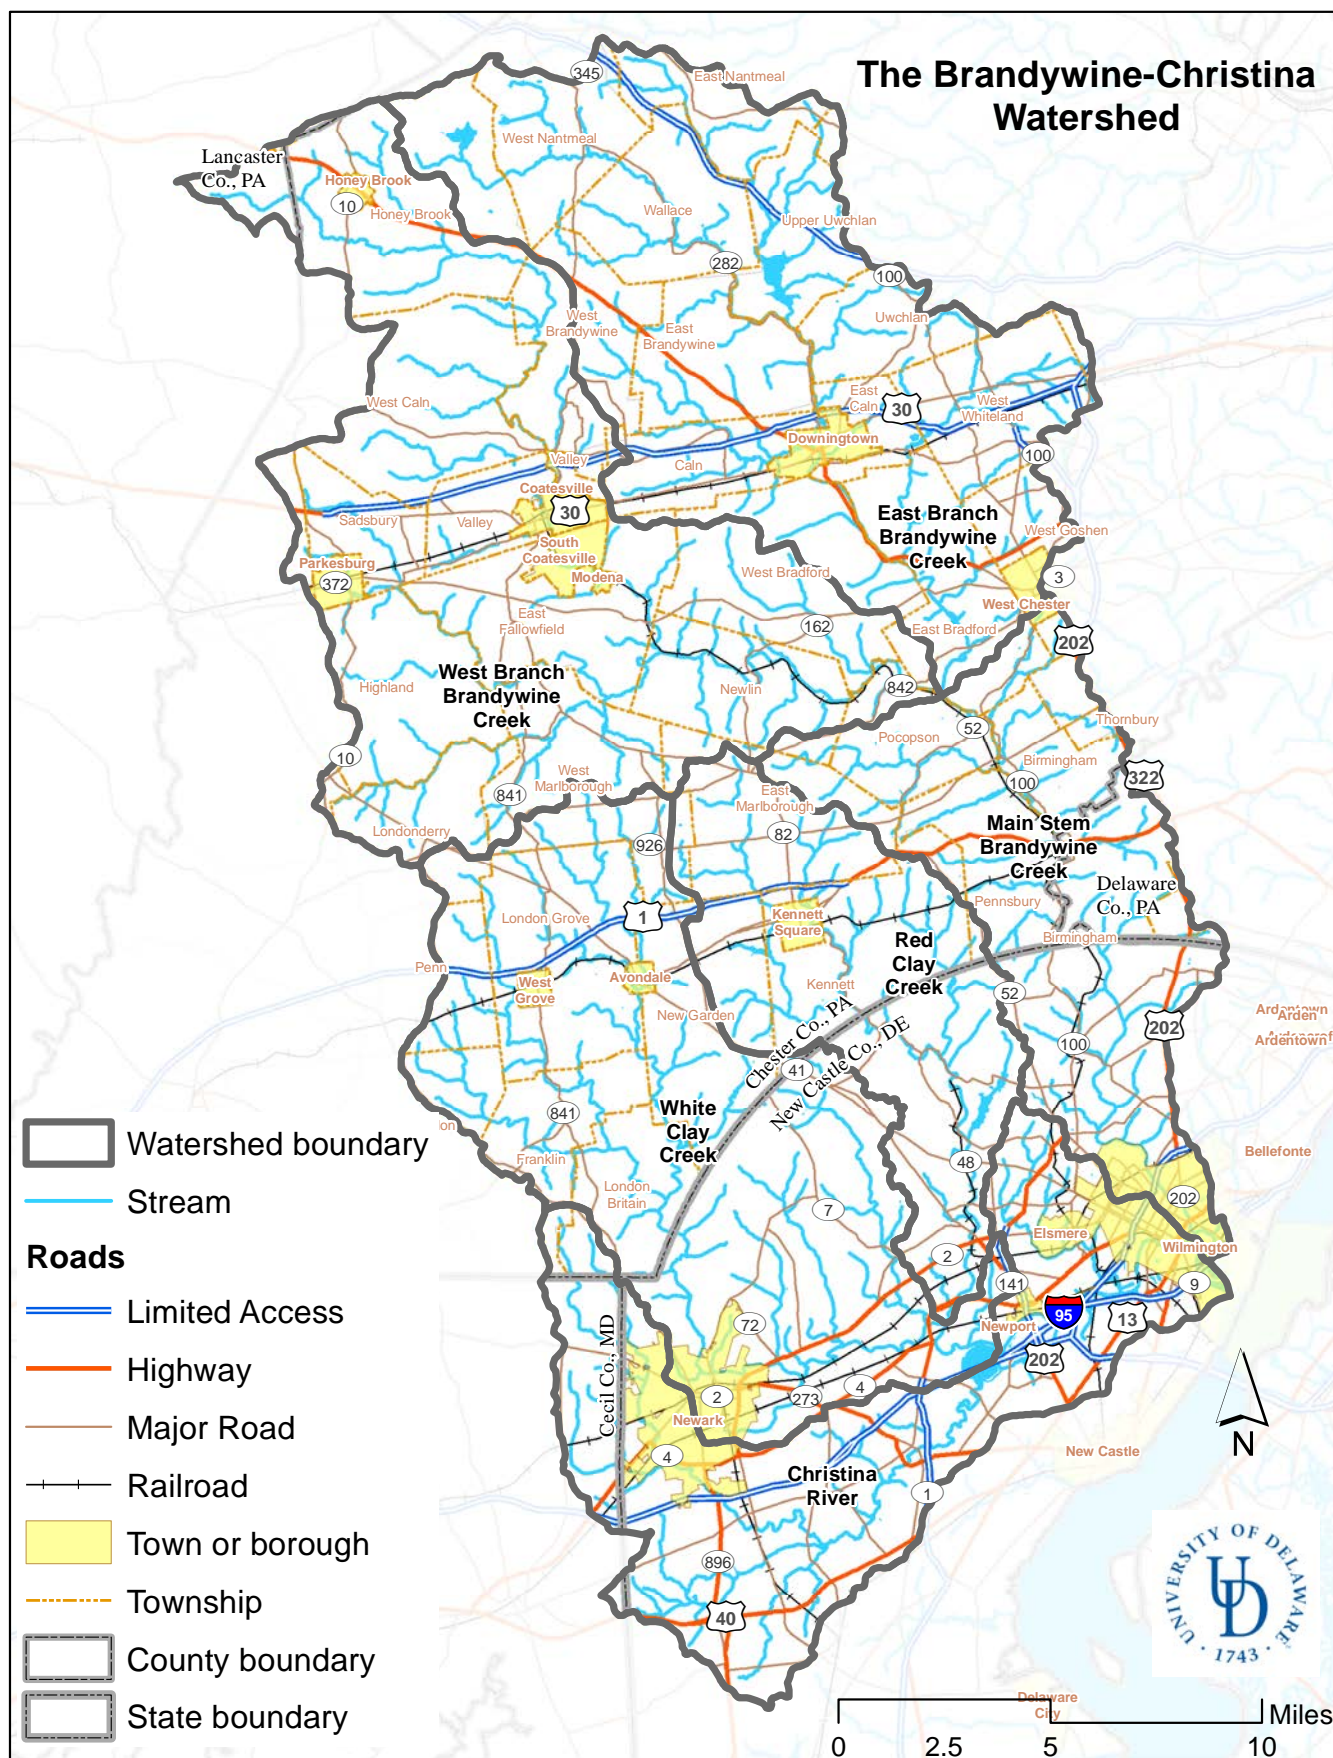 The Brandywine-Christina
Watershed
345
East Nantmeal
West Nantmeal
Lancaster
Co., PA
Honey Brook
10
Honey Brook
Wallace
Upper Uwchlan
282
100
Uwchlan
West
Brandywine
East
Brandywine
West Caln
East
Caln
30
West
Whiteland
Downingtown
100
Valley
Caln
Coatesville
30
Sadsbury
Valley
East Branch
Brandywine
Creek
West Goshen
South
Coatesville
Parkesburg
372
Modena
West Bradford
3
West Chester
East
Fallowfield
162
East Bradford
202
West Branch
Brandywine
Creek
Highland
Newlin
842
Thornbury
52
Pocopson
Birmingham
10
322
100
West
Marlborough
841
East
Marlborough
Londonderry
82
Main Stem
Brandywine
Creek
926
Delaware
Co., PA
London Grove
1
Kennett
Square
Pennsbury
Birmingham
Red
Clay
Creek
Penn
West
Grove
Avondale
Kennett
52
New Garden
Chester Co., PA
202
Ardentown
Arden
Ardentown
100
41
New Castle Co., DE
White
Clay
Creek
841
Watershed boundary
Bellefonte
Franklin
48
London
Britain
202
Stream
7
Elsmere
Wilmington
Roads
2
141
9
Limited Access
95
13
Newport
72
202
Highway
Cecil Co., MD
2
273
4
Major Road
Newark
N
New Castle
4
Christina
River
Railroad
1
Town or borough
896
Township
40
UNIVERSITY OF DELAWARE
UD
1743
County boundary
State boundary
Delaware
City
Miles
0
2.5
5
10